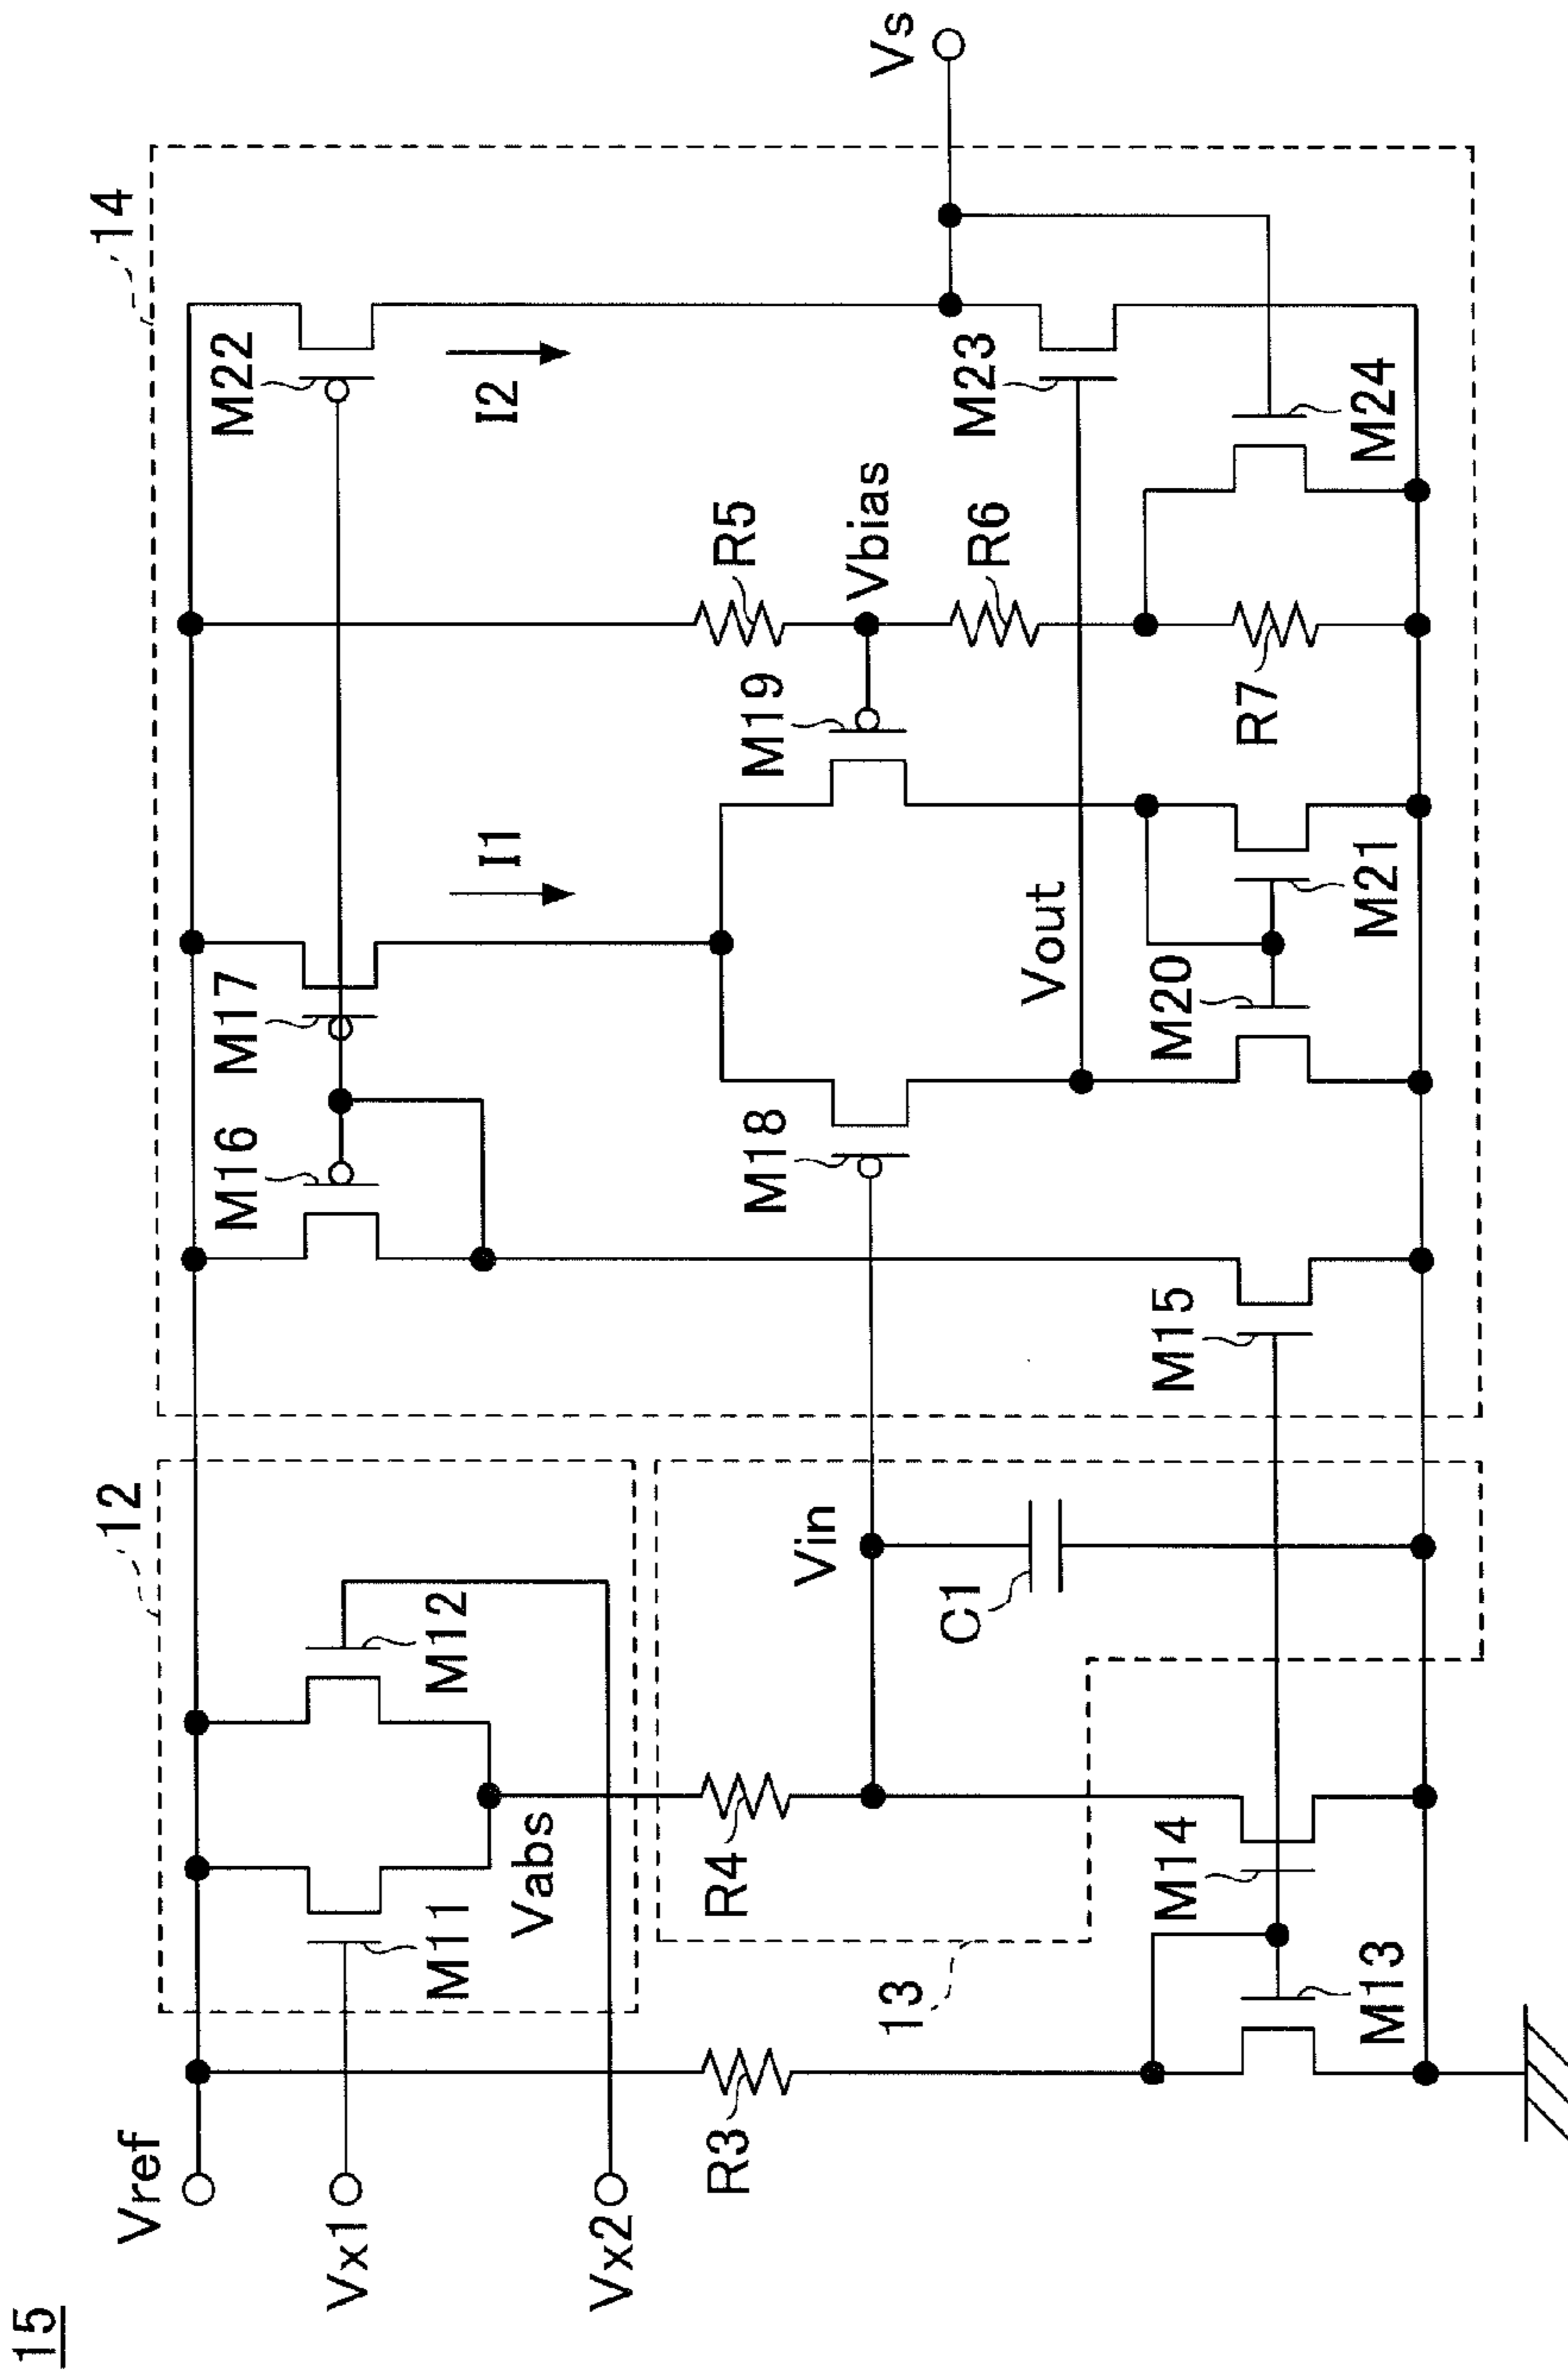 15
Vref
Vx1
Vx2
12
14
13
M11
M12
Vabs
R3
R4
Vin
C1
M13
M14
M15
M16
M17
M18
M19
M20
M21
M22
M23
M24
I1
I2
R5
Vbias
R6
R7
Vout
Vs